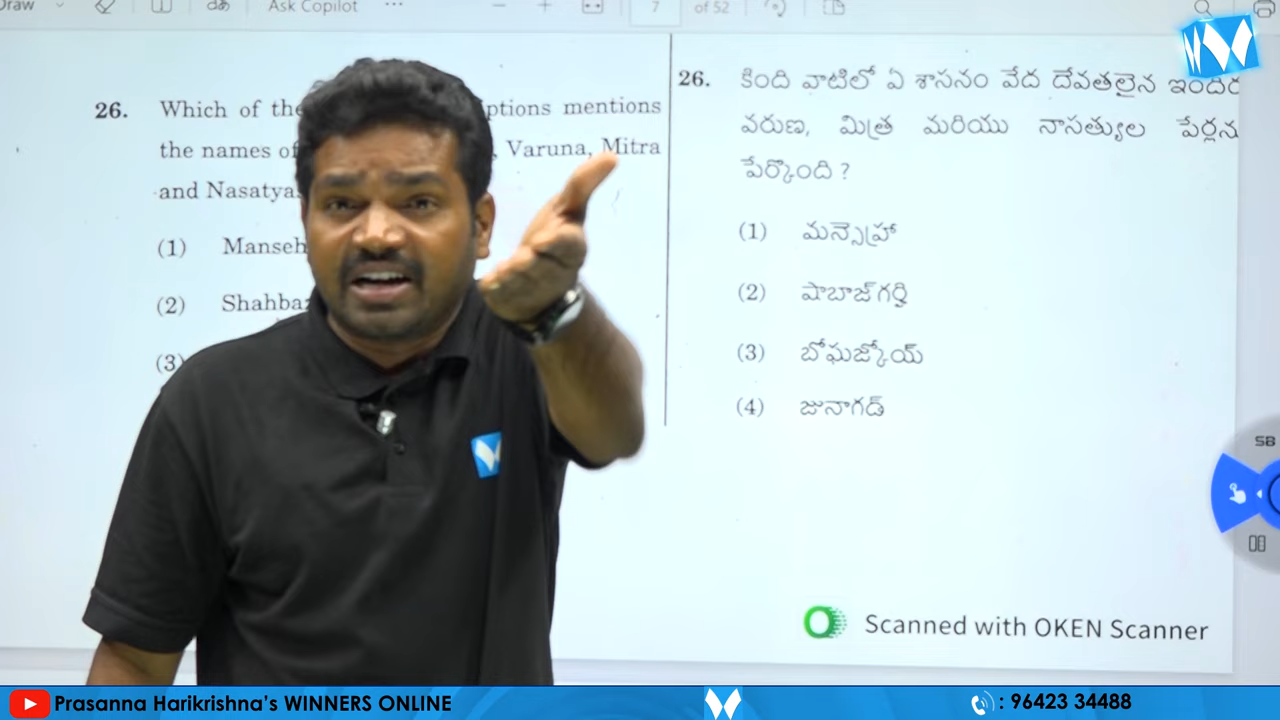 Draw
Ask Copilot
7 of 52
26. Which of the ptions mentions
the names of , Varuna, Mitra
and Nasatya
(1) Manseh
(2) Shahba
(3)
26. కింది వాటిలో ఏ శాసనం వేద దేవతలైన ఇందిర
వరుణ, మిత్ర మరియు నాసత్యుల పేర్లను
పేర్కొంది ?
(1) మన్సెహ్రా
(2) షాబాజ్‌గర్హి
(3) బోఘజ్కోయ్
(4) జునాగడ్
SB
Scanned with OKEN Scanner
Prasanna Harikrishna's WINNERS ONLINE
: 96423 34488